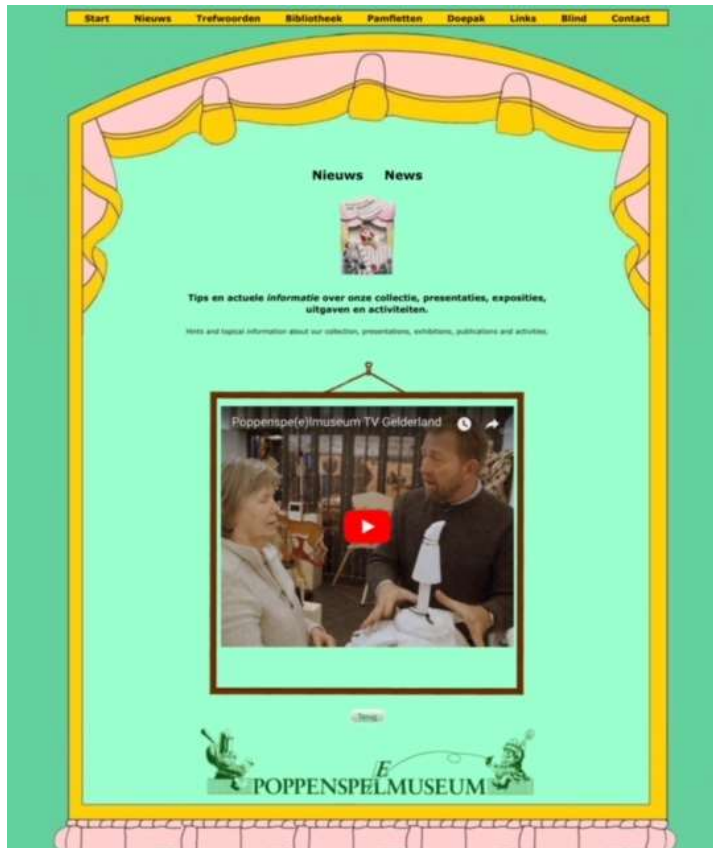 Start Nieuws Trefwoorden Bibliotheek Pamfletten Doepak Links Blind Contact
Nieuws News
Tips en actuele informatie over onze collectie, presentaties, exposities,
uitgaven en activiteiten.
Hints and topical information about our collection, presentations, exhibitions, publications and activities.
Poppenspe(e)lmuseum TV Gelderland
Terug
E
POPPENSPELMUSEUM